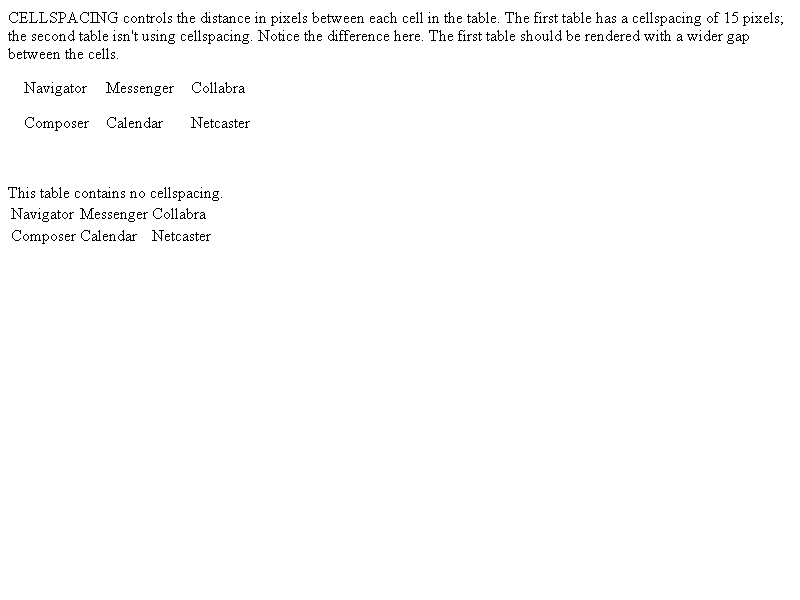 CELLSPACING controls the distance in pixels between each cell in the table. The first table has a cellspacing of 15 pixels;
the second table isn't using cellspacing. Notice the difference here. The first table should be rendered with a wider gap
between the cells.
Navigator Messenger Collabra
Composer Calendar Netcaster
This table contains no cellspacing.
Navigator Messenger Collabra
Composer Calendar Netcaster